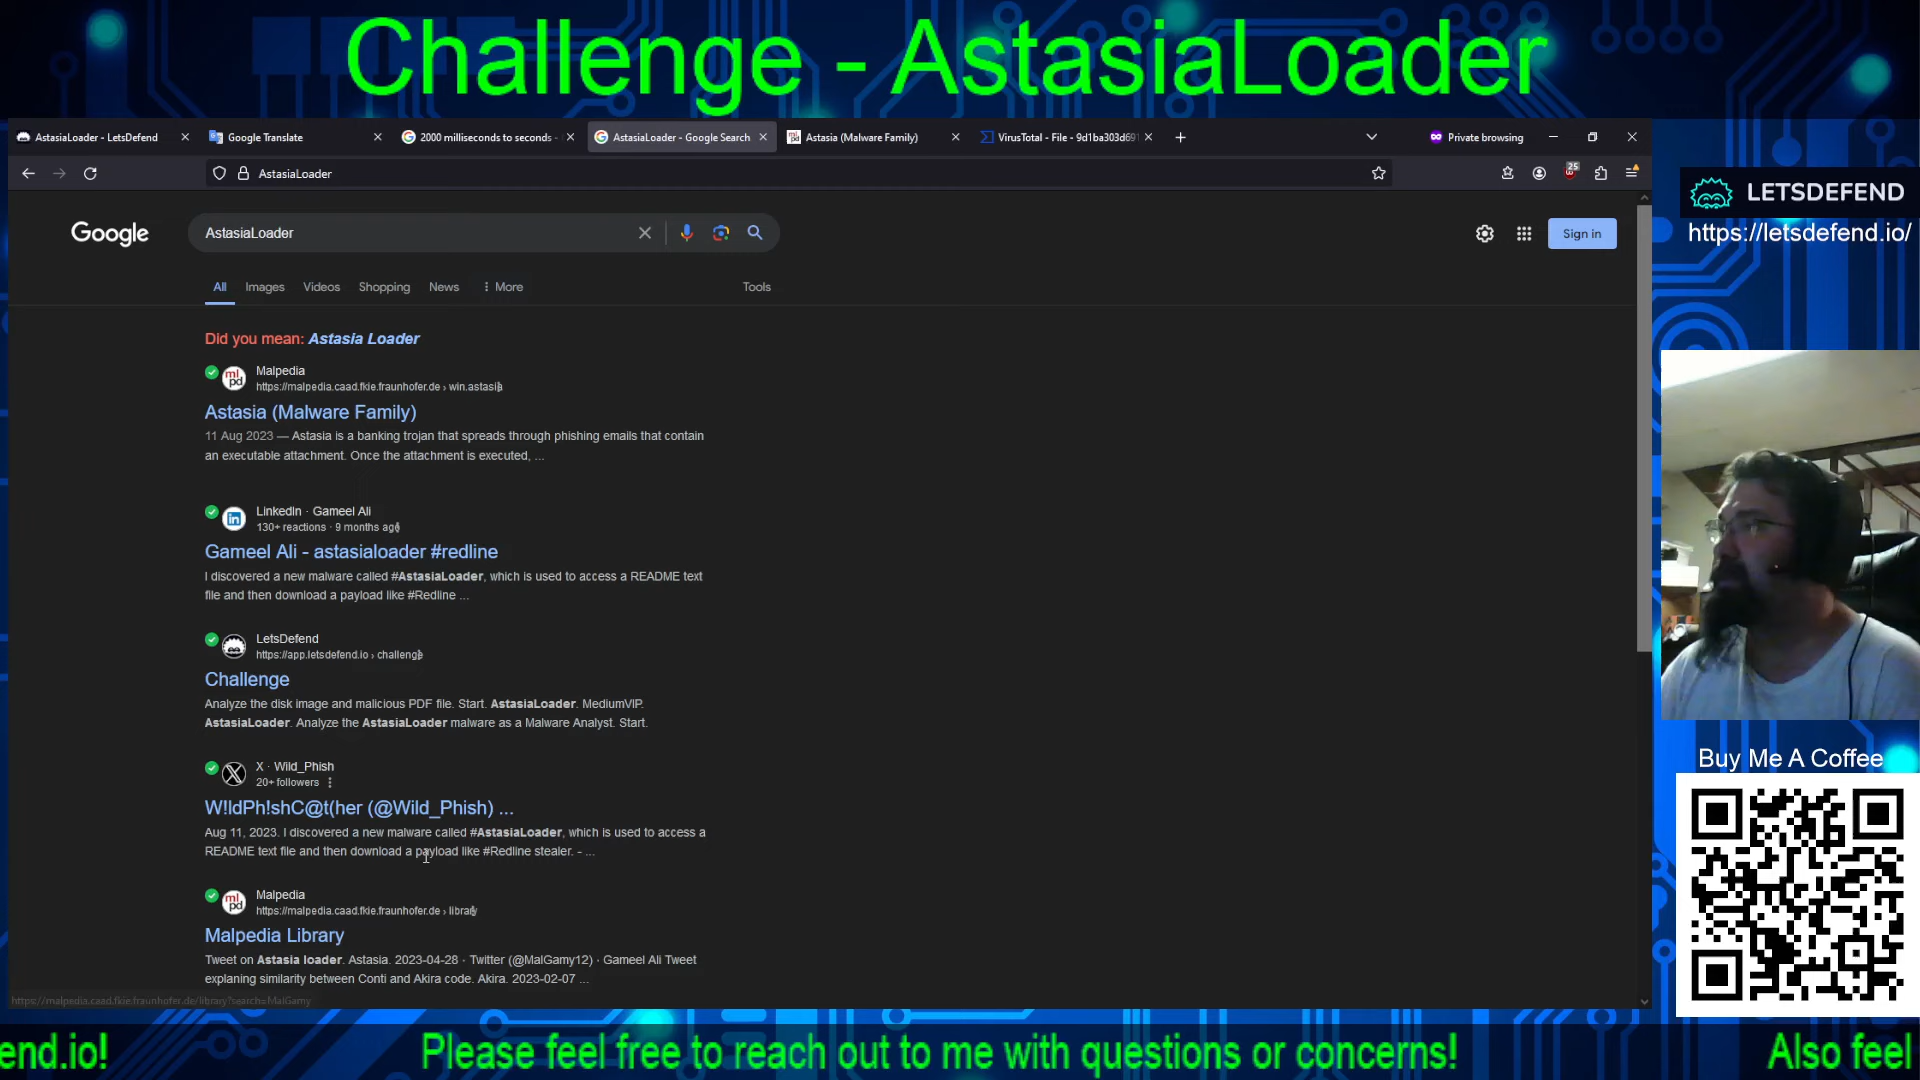 Challenge - AstasiaLoader
AstasiaLoader - LetsDefend
Google Translate
2000 milliseconds to seconds -
AstasiaLoader - Google Search
Astasia (Malware Family)
VirusTotal - File - 9d1ba303d691
Private browsing
AstasiaLoader
25
LETSDEFEND
https://letsdefend.io/
Google
AstasiaLoader
Sign in
All
Images
Videos
Shopping
News
More
Tools
Did you mean: Astasia Loader
Malpedia
https://malpedia.caad.fkie.fraunhofer.de › win.astasia
Astasia (Malware Family)
11 Aug 2023 — Astasia is a banking trojan that spreads through phishing emails that contain
an executable attachment. Once the attachment is executed, ...
LinkedIn · Gameel Ali
130+ reactions · 9 months ago
Gameel Ali - astasialoader #redline
I discovered a new malware called #AstasiaLoader, which is used to access a README text
file and then download a payload like #Redline ...
LetsDefend
https://app.letsdefend.io › challenge
Challenge
Analyze the disk image and malicious PDF file. Start. AstasiaLoader. MediumVIP.
AstasiaLoader. Analyze the AstasiaLoader malware as a Malware Analyst. Start.
X · Wild_Phish
20+ followers
W!ldPh!shC@t(her (@Wild_Phish) ...
Aug 11, 2023. I discovered a new malware called #AstasiaLoader, which is used to access a
README text file and then download a payload like #Redline stealer. - ...
Malpedia
https://malpedia.caad.fkie.fraunhofer.de › library
Malpedia Library
Tweet on Astasia loader. Astasia. 2023-04-28 · Twitter (@MalGamy12) · Gameel Ali Tweet
explaning similarity between Conti and Akira code. Akira. 2023-02-07 ...
https://malpedia.caad.fkie.fraunhofer.de/library?search=MalGamy
Buy Me A Coffee
end.io!
Please feel free to reach out to me with questions or concerns!
Also feel